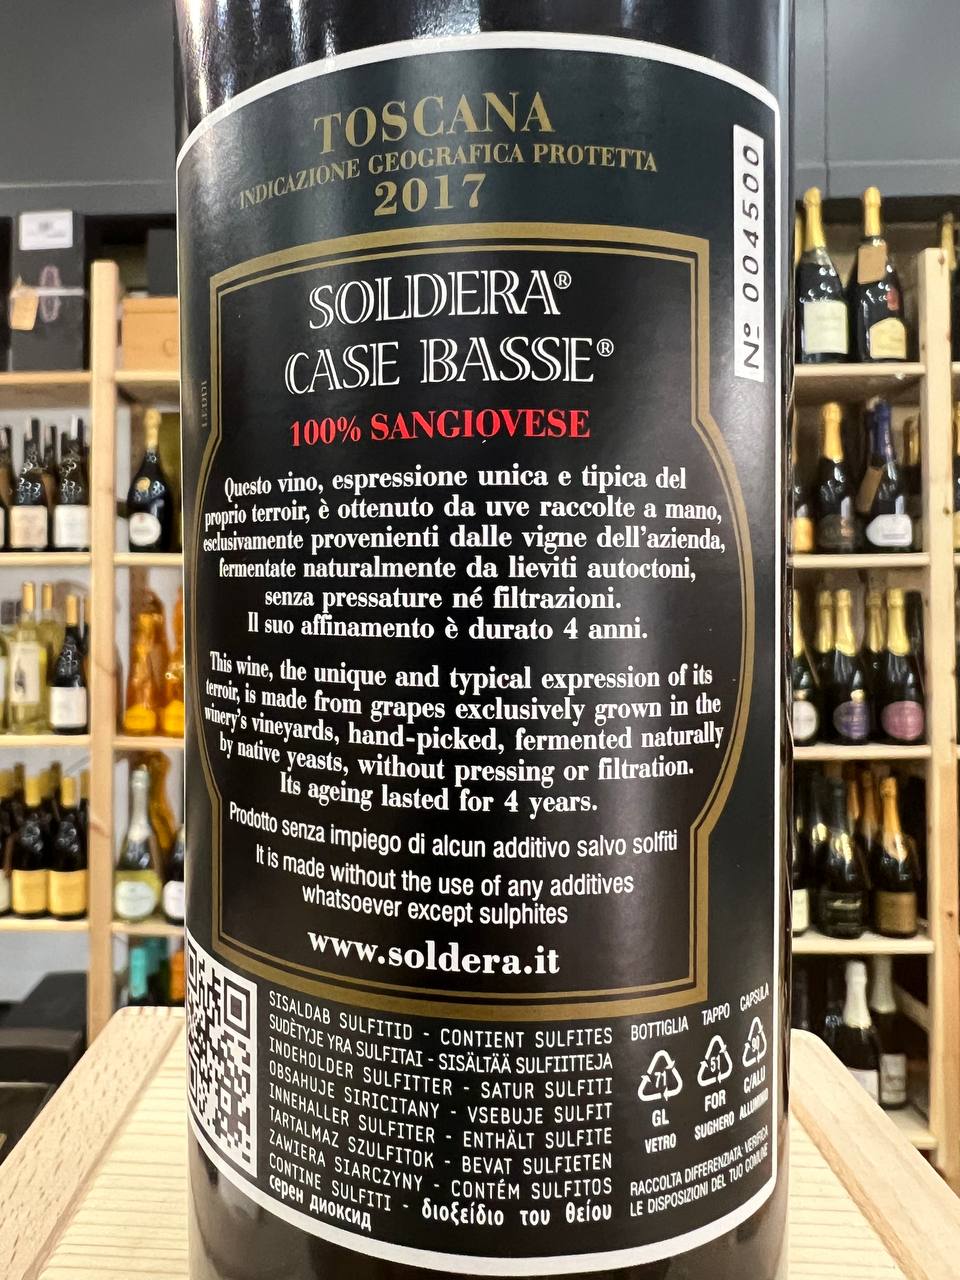 TOSCANA
INDICAZIONE GEOGRAFICA PROTETTA
2017
Nº 004500
SOLDERA®
CASE BASSE®
100% SANGIOVESE
Questo vino, espressione unica e tipica del
proprio terroir, è ottenuto da uve raccolte a mano,
esclusivamente provenienti dalle vigne dell'azienda,
fermentate naturalmente da lieviti autoctoni,
senza pressature né filtrazioni.
Il suo affinamento è durato 4 anni.
This wine, the unique and typical expression of its
terroir, is made from grapes exclusively grown in the
winery's vineyards, hand-picked, fermented naturally
by native yeasts, without pressing or filtration.
Its ageing lasted for 4 years.
Prodotto senza impiego di alcun additivo salvo solfiti
It is made without the use of any additives
whatsoever except sulphites
www.soldera.it
SISALDAB SULFITID - CONTIENT SULFITES
SUDĖTYJE YRA SULFITAI - SISÄLTÄÄ SULFIITTEJA
INDEHOLDER SULFITTER - SATUR SULFITI
OBSAHUJE SIRICITANY - VSEBUJE SULFIT
INNEHALLER SULFITER - ENTHÄLT SULFITE
TARTALMAZ SZULFITOK - BEVAT SULFIETEN
ZAWIERA SIARCZYNY - CONTÉM SULFITOS
CONTINE SULFITI - διοξείδιο του θείου
серен диоксид
BOTTIGLIA TAPPO CAPSULA
71 51 90
GL FOR C/ALU
VETRO SUGHERO ALLUMINIO
RACCOLTA DIFFERENZIATA: VERIFICA
LE DISPOSIZIONI DEL TUO COMUNE